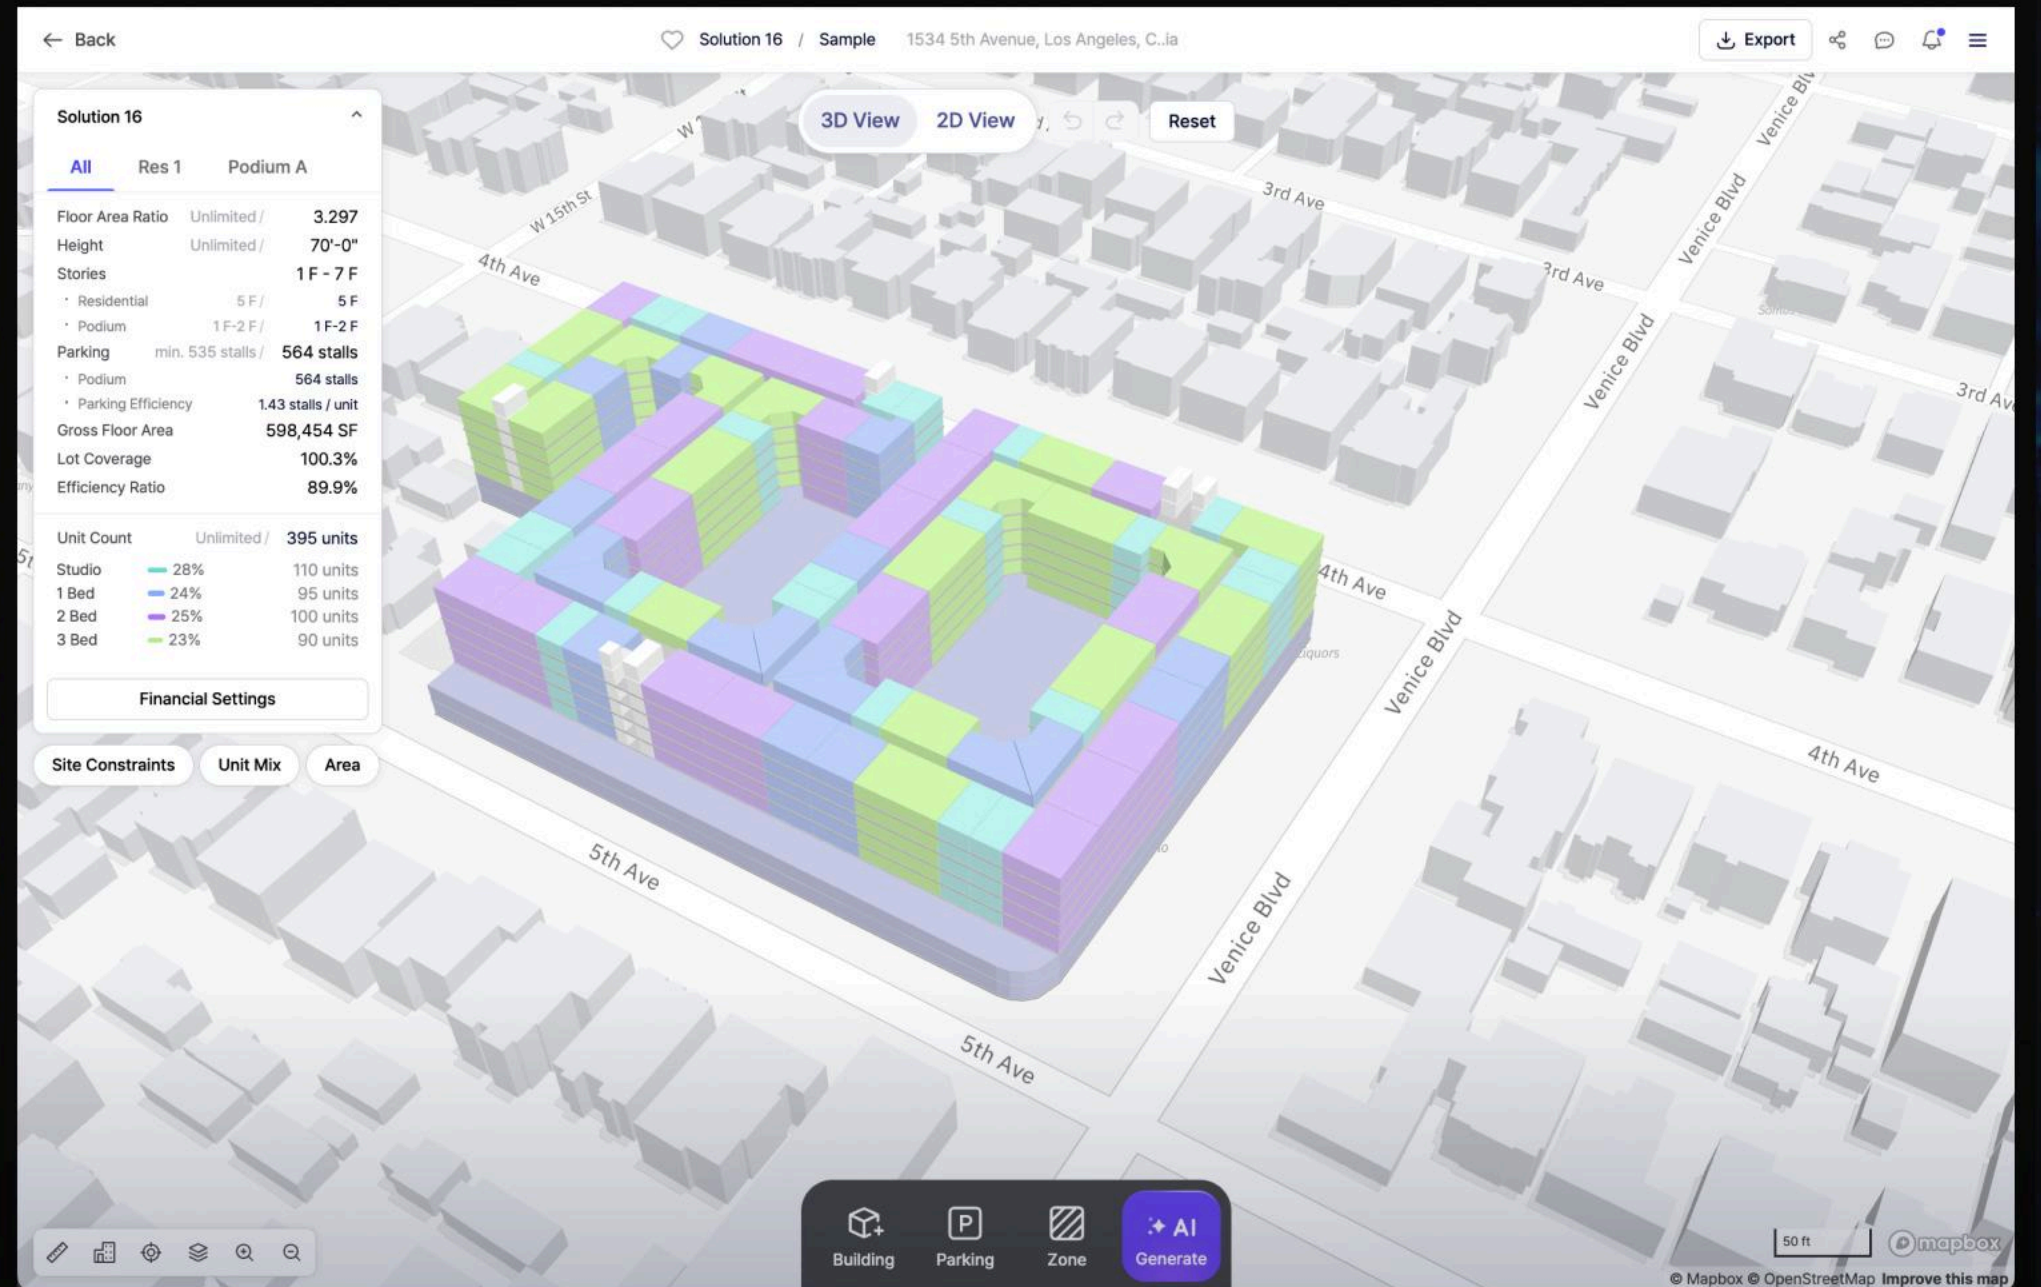 Back
Solution 16 / Sample 1534 5th Avenue, Los Angeles, C..ia
Export
Solution 16
All Res 1 Podium A
Floor Area Ratio Unlimited / 3.297
Height Unlimited / 70'-0"
Stories 1 F - 7 F
· Residential 5 F / 5 F
· Podium 1 F-2 F / 1 F-2 F
Parking min. 535 stalls / 564 stalls
· Podium 564 stalls
· Parking Efficiency 1.43 stalls / unit
Gross Floor Area 598,454 SF
Lot Coverage 100.3%
Efficiency Ratio 89.9%
Unit Count Unlimited / 395 units
Studio 28% 110 units
1 Bed 24% 95 units
2 Bed 25% 100 units
3 Bed 23% 90 units
Financial Settings
Site Constraints Unit Mix Area
3D View 2D View
Reset
W 15th St
4th Ave
3rd Ave
3rd Ave
3rd Av
Venice Blv
Venice Blvd
Venice Blvd
Venice Blvd
Venice Blvd
4th Ave
4th Ave
iquors
5th Ave
5th Ave
Building
Parking
Zone
AI
Generate
50 ft
mapbox
© Mapbox © OpenStreetMap Improve this map